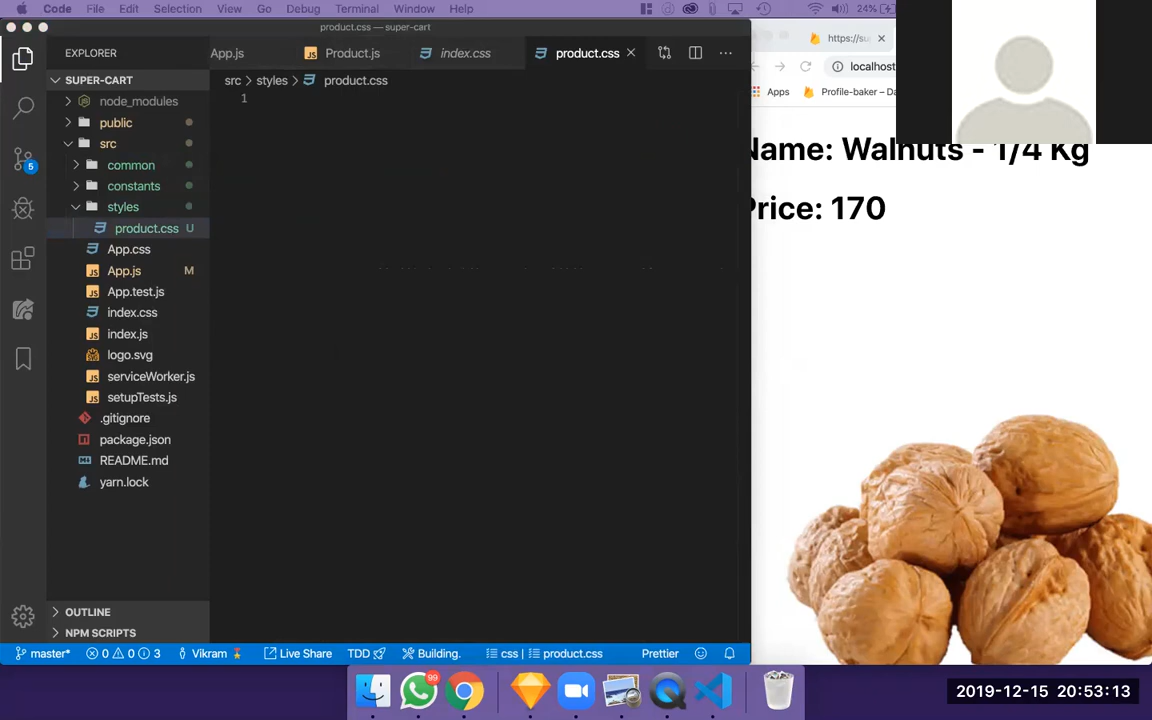 Code File Edit Selection View Go Debug Terminal Window Help 24%
product.css — super-cart
EXPLORER
App.js
Product.js
index.css
product.css
SUPER-CART
src > styles > product.css
1
node_modules
public
src
common
constants
styles
product.css U
App.css
App.js M
App.test.js
index.css
index.js
logo.svg
serviceWorker.js
setupTests.js
.gitignore
package.json
README.md
yarn.lock
OUTLINE
NPM SCRIPTS
5
master* 0 0 3 Vikram Live Share TDD Building. css | product.css Prettier
https://su
localhost
Apps Profile-baker – Da
Name: Walnuts - 1/4 Kg
Price: 170
99
2019-12-15 20:53:13